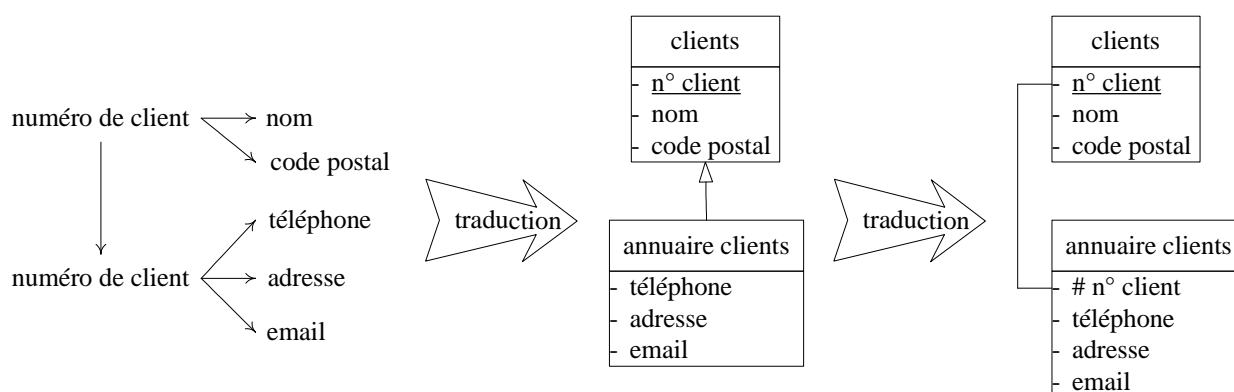 numéro de client
nom
code postal
téléphone
numéro de client
adresse
email
traduction
clients
- n° client
- nom
- code postal
annuaire clients
- téléphone
- adresse
- email
traduction
clients
- n° client
- nom
- code postal
annuaire clients
- # n° client
- téléphone
- adresse
- email